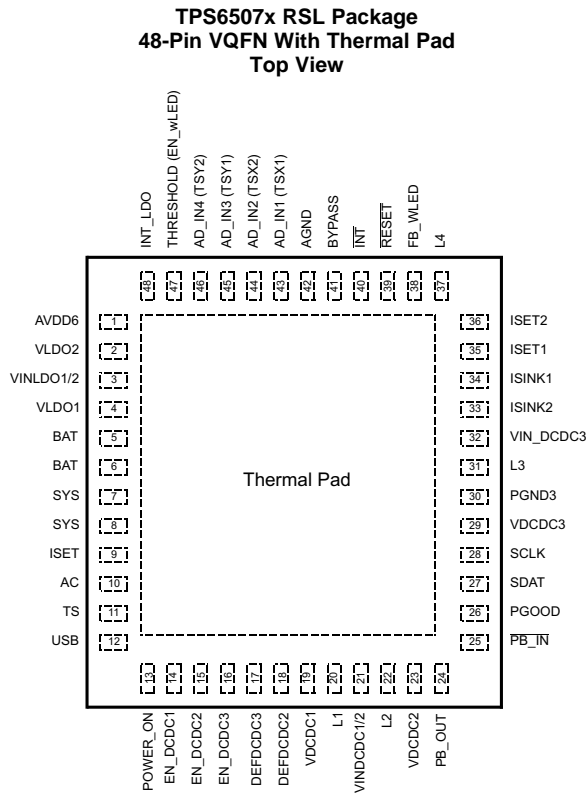 TPS6507x RSL Package
48-Pin VQFN With Thermal Pad
Top View
INT_LDO
THRESHOLD (EN_wLED)
AD_IN4 (TSY2)
AD_IN3 (TSY1)
AD_IN2 (TSX2)
AD_IN1 (TSX1)
AGND
BYPASS
INT
RESET
FB_WLED
L4
48
47
46
45
44
43
42
41
40
39
38
37
AVDD6 1
VLDO2 2
VINLDO1/2 3
VLDO1 4
BAT 5
BAT 6
SYS 7
SYS 8
ISET 9
AC 10
TS 11
USB 12
Thermal Pad
36 ISET2
35 ISET1
34 ISINK1
33 ISINK2
32 VIN_DCDC3
31 L3
30 PGND3
29 VDCDC3
28 SCLK
27 SDAT
26 PGOOD
25 PB_IN
13
14
15
16
17
18
19
20
21
22
23
24
POWER_ON
EN_DCDC1
EN_DCDC2
EN_DCDC3
DEFDCDC3
DEFDCDC2
VDCDC1
L1
VINDCDC1/2
L2
VDCDC2
PB_OUT